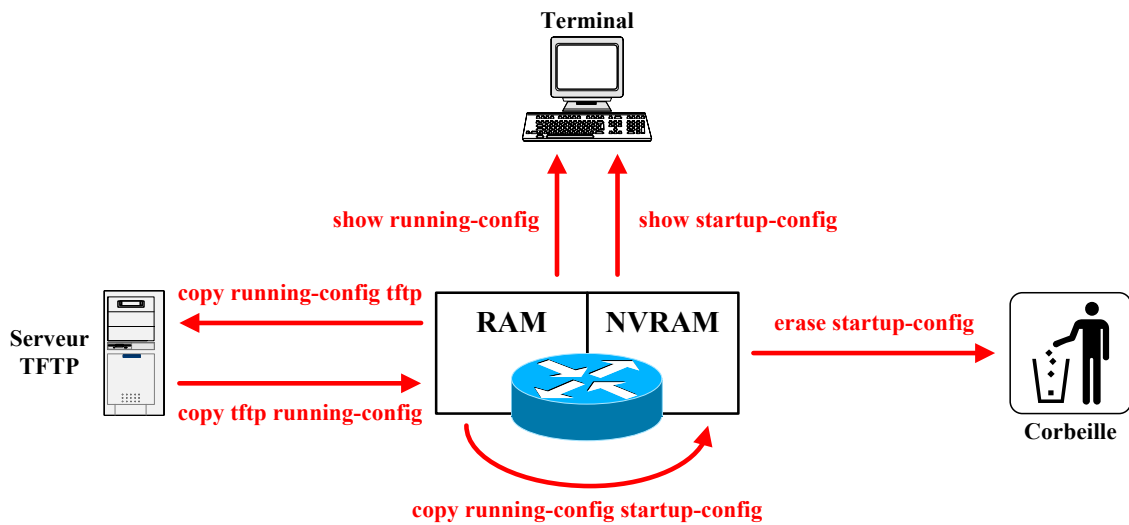 Terminal
show running-config
show startup-config
copy running-config tftp
RAM
NVRAM
erase startup-config
Serveur
TFTP
copy tftp running-config
Corbeille
copy running-config startup-config